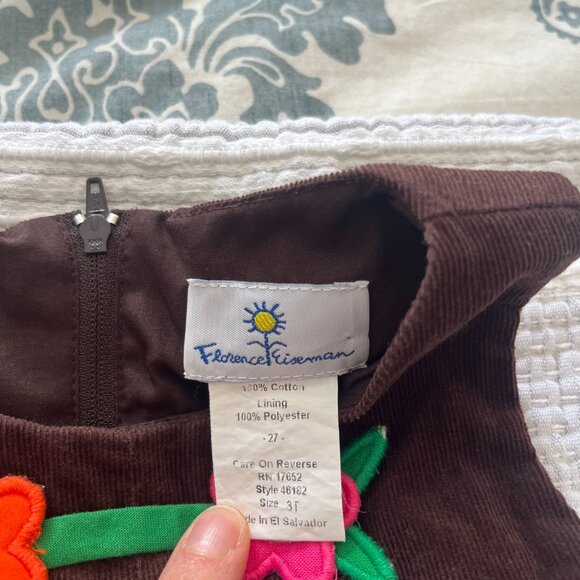 Florence Eiseman
100% Cotton
Lining
100% Polyester
- 27 -
Care On Reverse
RN 17652
Style 46182
Size 3T
Made In El Salvador